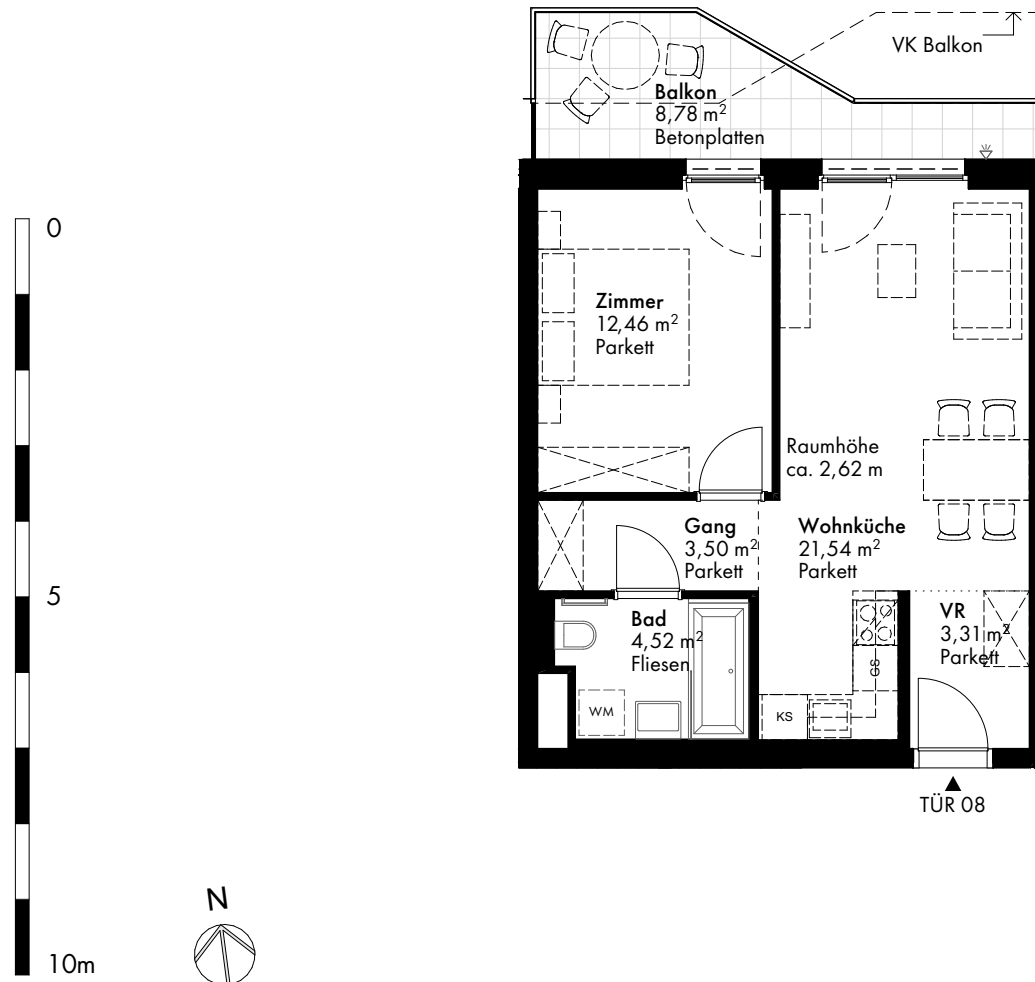 VK Balkon
Balkon
8,78 m²
Betonplatten
0
Zimmer
12,46 m²
Parkett
Raumhöhe
ca. 2,62 m
Gang
3,50 m²
Parkett
Wohnküche
21,54 m²
Parkett
5
Bad
4,52 m²
Fliesen
VR
3,31 m²
Parkett
GS
WM
KS
TÜR 08
N
10m